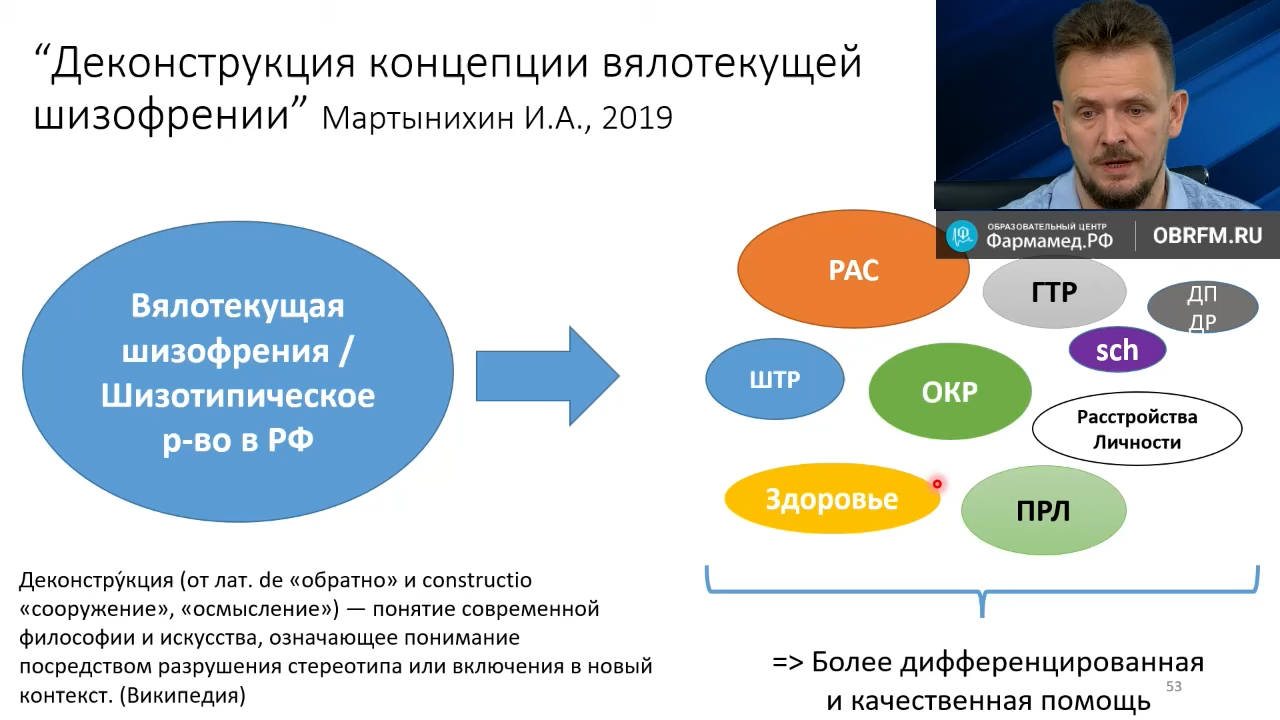 “Деконструкция концепции вялотекущей
шизофрении” Мартынихин И.А., 2019
ОБРАЗОВАТЕЛЬНЫЙ ЦЕНТР
Фармамед.РФ
OBRFM.RU
Вялотекущая
шизофрения /
Шизотипическое
р-во в РФ
РАС
ГТР
ДП
ДР
sch
ШТР
ОКР
Расстройства
Личности
Здоровье
ПРЛ
Деконстру́кция (от лат. de «обратно» и constructio
«сооружение», «осмысление») — понятие современной
философии и искусства, означающее понимание
посредством разрушения стереотипа или включения в новый
контекст. (Википедия)
=> Более дифференцированная
и качественная помощь
53